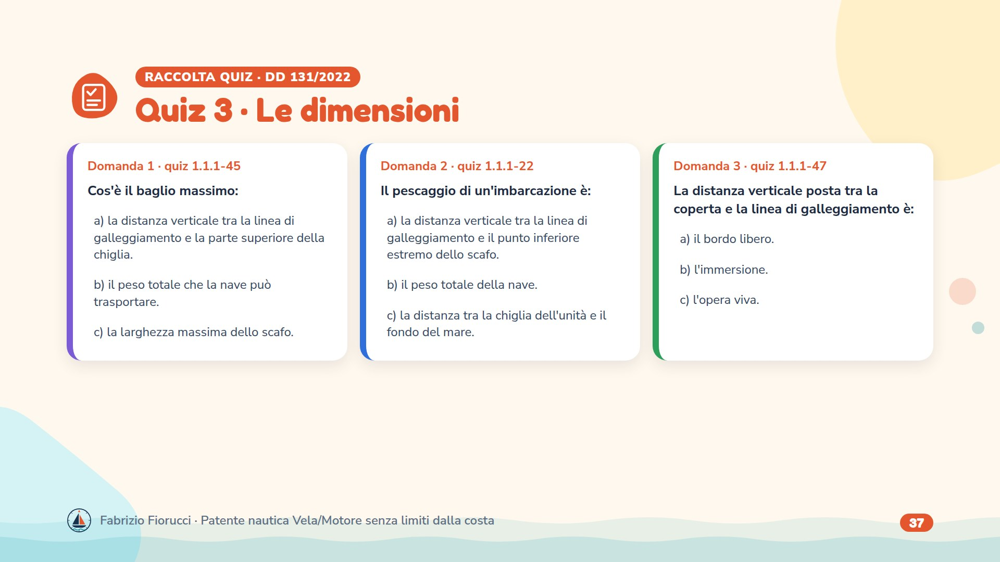 RACCOLTA QUIZ · DD 131/2022
Quiz 3 · Le dimensioni
Domanda 1 · quiz 1.1.1-45
Cos'è il baglio massimo:
a) la distanza verticale tra la linea di
galleggiamento e la parte superiore della
chiglia.
b) il peso totale che la nave può
trasportare.
c) la larghezza massima dello scafo.
Domanda 2 · quiz 1.1.1-22
Il pescaggio di un'imbarcazione è:
a) la distanza verticale tra la linea di
galleggiamento e il punto inferiore
estremo dello scafo.
b) il peso totale della nave.
c) la distanza tra la chiglia dell'unità e il
fondo del mare.
Domanda 3 · quiz 1.1.1-47
La distanza verticale posta tra la
coperta e la linea di galleggiamento è:
a) il bordo libero.
b) l'immersione.
c) l'opera viva.
Fabrizio Fiorucci · Patente nautica Vela/Motore senza limiti dalla costa
37